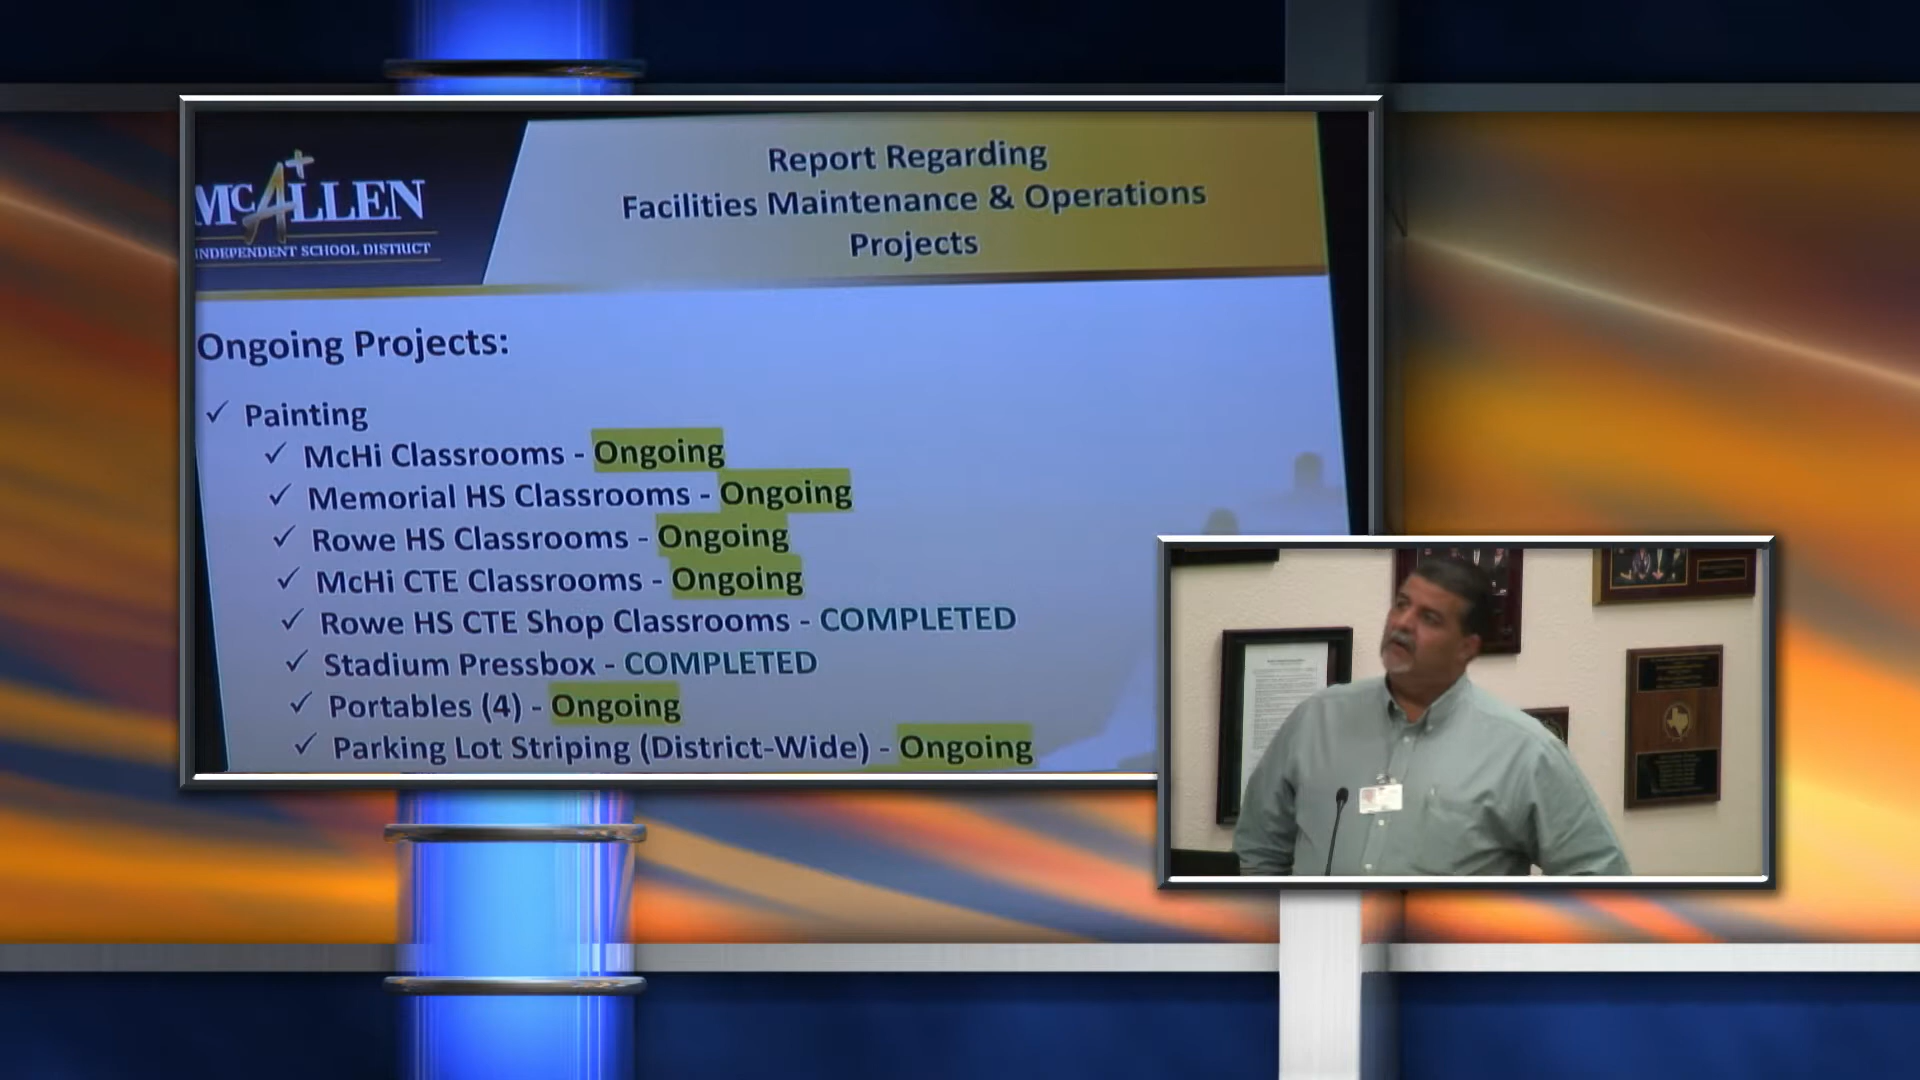 McALLEN
INDEPENDENT SCHOOL DISTRICT
Report Regarding
Facilities Maintenance & Operations
Projects
Ongoing Projects:
✓ Painting
✓ McHi Classrooms - Ongoing
✓ Memorial HS Classrooms - Ongoing
✓ Rowe HS Classrooms - Ongoing
✓ McHi CTE Classrooms - Ongoing
✓ Rowe HS CTE Shop Classrooms - COMPLETED
✓ Stadium Pressbox - COMPLETED
✓ Portables (4) - Ongoing
✓ Parking Lot Striping (District-Wide) - Ongoing